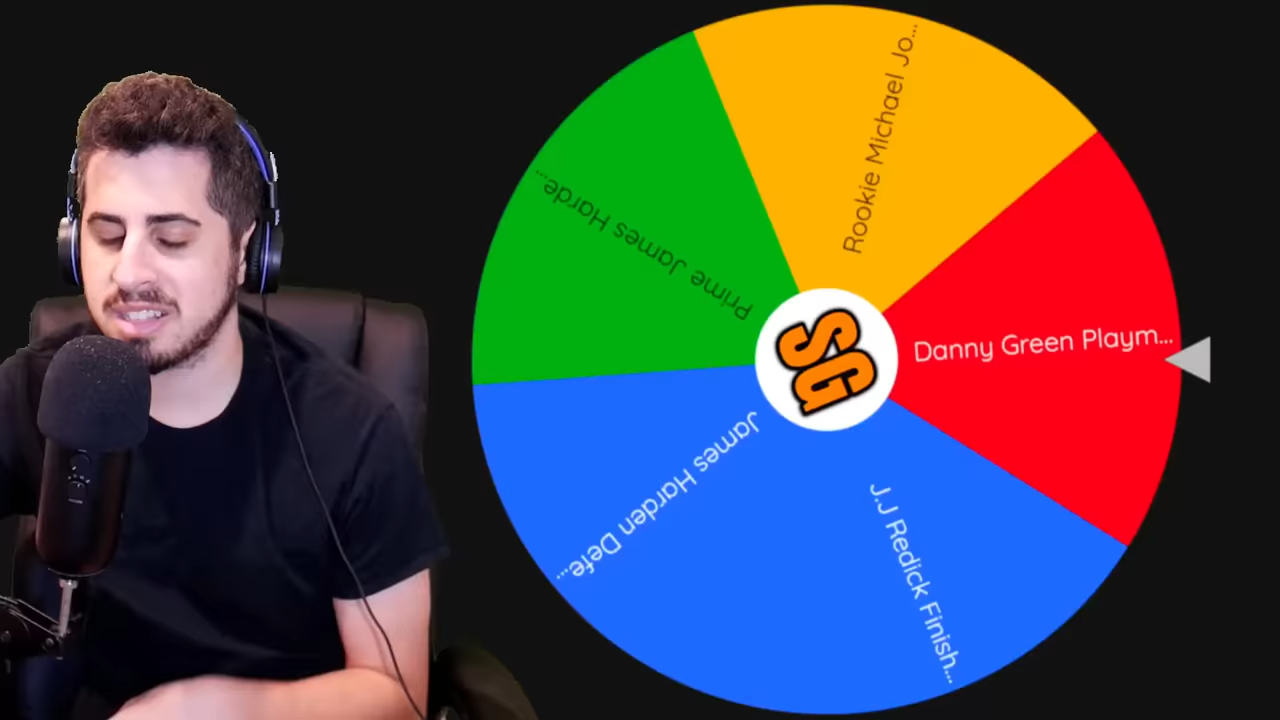 Rookie Michael Jo...
Prime James Harde...
Danny Green Playm...
SG
James Harden Defe...
J.J Redick Finish...